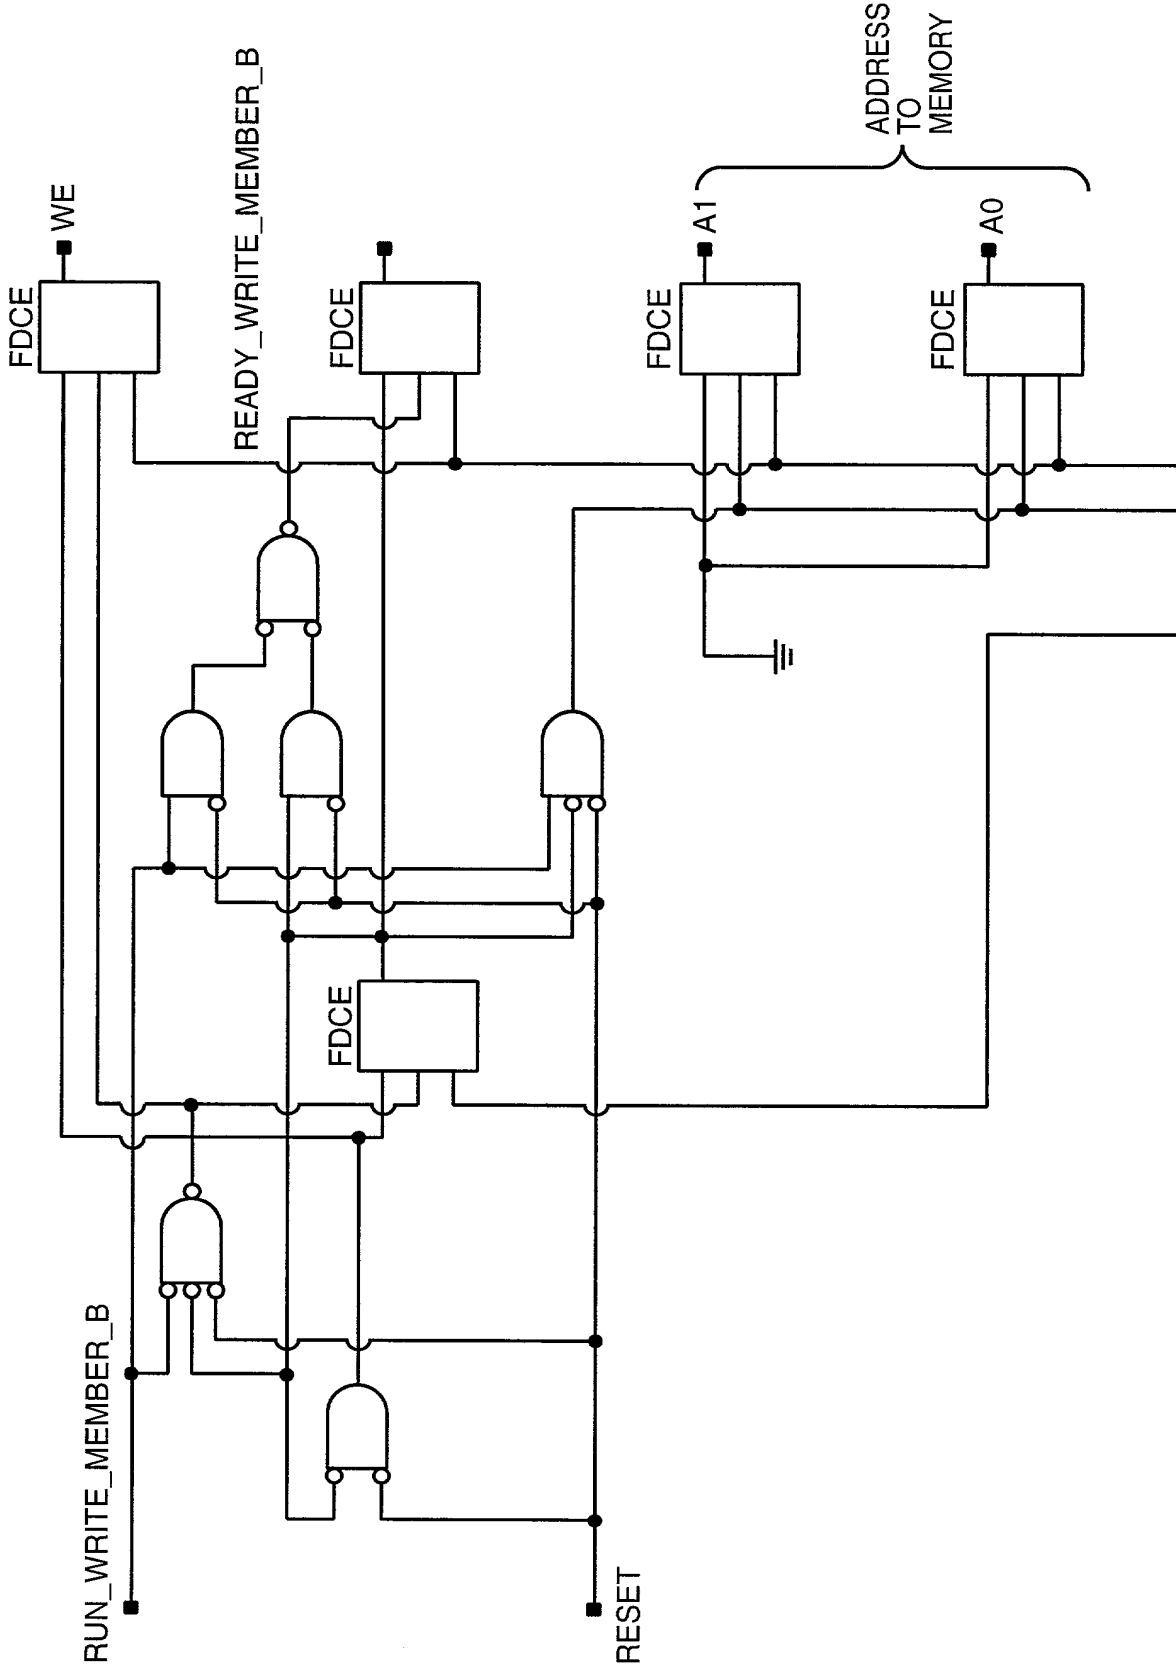 RUN_WRITE_MEMBER_B
RESET
FDCE
FDCE
WE
READY_WRITE_MEMBER_B
FDCE
FDCE
A1
FDCE
A0
ADDRESS
TO
MEMORY